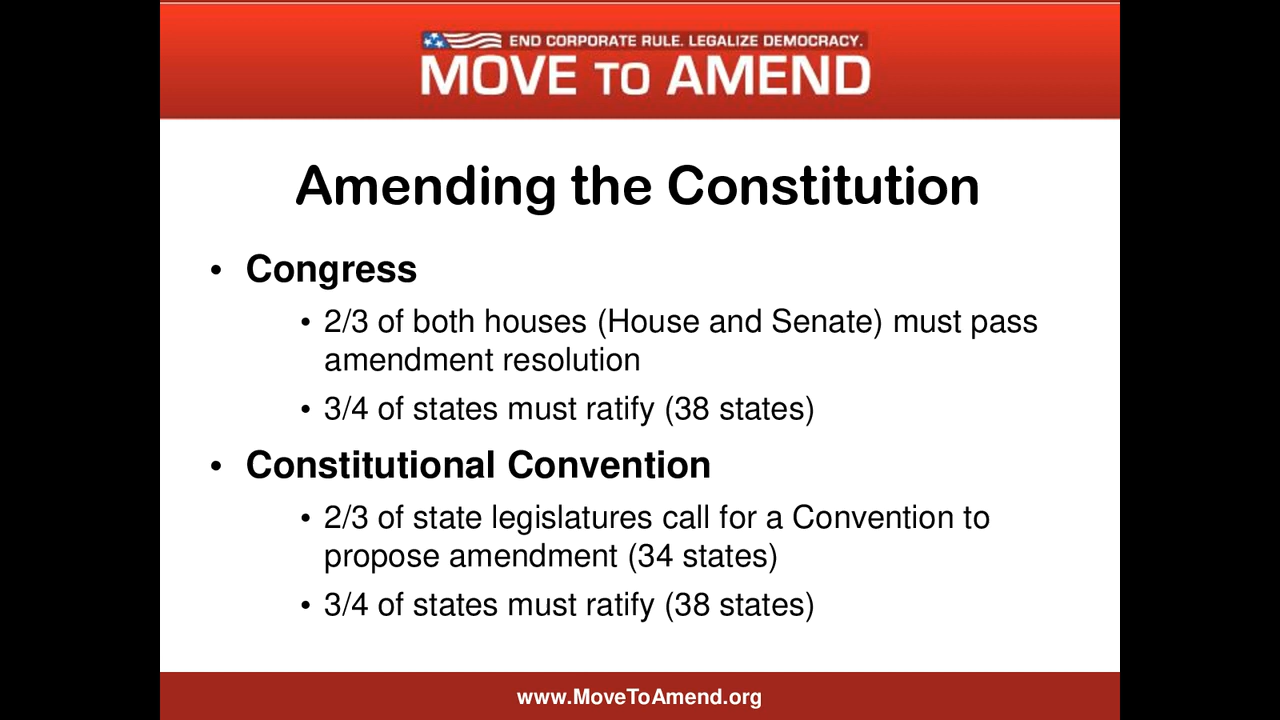 END CORPORATE RULE. LEGALIZE DEMOCRACY.
MOVE TO AMEND
Amending the Constitution
• Congress
• 2/3 of both houses (House and Senate) must pass
amendment resolution
• 3/4 of states must ratify (38 states)
• Constitutional Convention
• 2/3 of state legislatures call for a Convention to
propose amendment (34 states)
• 3/4 of states must ratify (38 states)
www.MoveToAmend.org